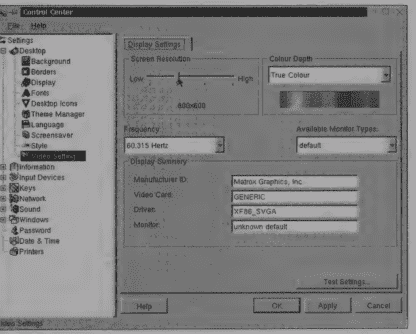 Control Center
File Help
Settings
Desktop
Background
Borders
Display
Fonts
Desktop Icons
Theme Manager
Language
Screensaver
Style
Video Setting
Information
Input Devices
Keys
Network
Sound
Windows
Password
Date & Time
Printers
Display Settings
Screen Resolution
Low
High
800x600
Colour Depth
True Colour
Frequency
60.315 Hertz
Available Monitor Types:
default
Display Summery
Manufacturer ID:
Matrox Graphics, Inc.
Video Card:
GENERIC
Driver:
XF86_SVGA
Monitor:
unknown default
Test Settings...
Help
OK
Apply
Cancel
Video Settings